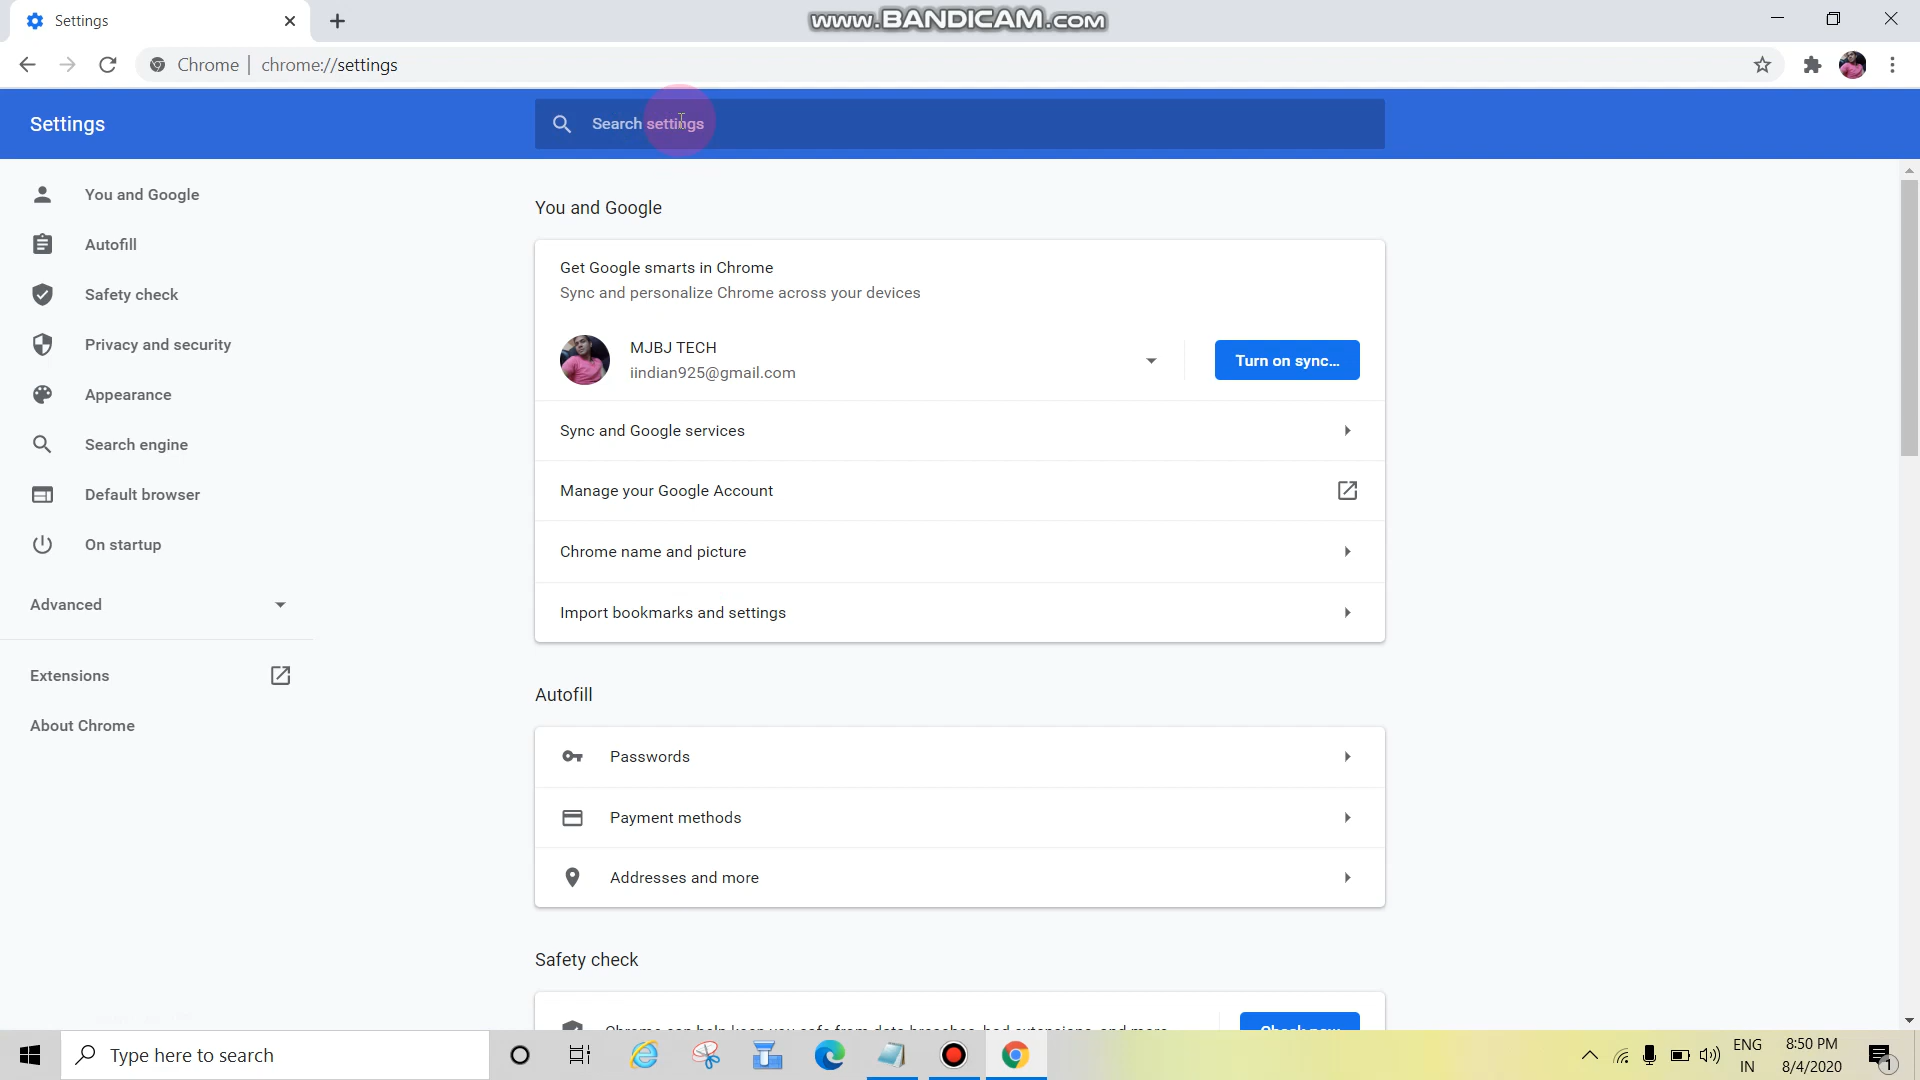 Settings
www.BANDICAM.com
Chrome
chrome://settings
Settings
Search settings
You and Google
Autofill
Safety check
Privacy and security
Appearance
Search engine
Default browser
On startup
Advanced
Extensions
About Chrome
You and Google
Get Google smarts in Chrome
Sync and personalize Chrome across your devices
MJBJ TECH
iindian925@gmail.com
Turn on sync...
Sync and Google services
Manage your Google Account
Chrome name and picture
Import bookmarks and settings
Autofill
Passwords
Payment methods
Addresses and more
Safety check
Chrome can help keep you safe from data breaches, bad extensions, and more
Check now
Type here to search
ENG
IN
8:50 PM
8/4/2020
1